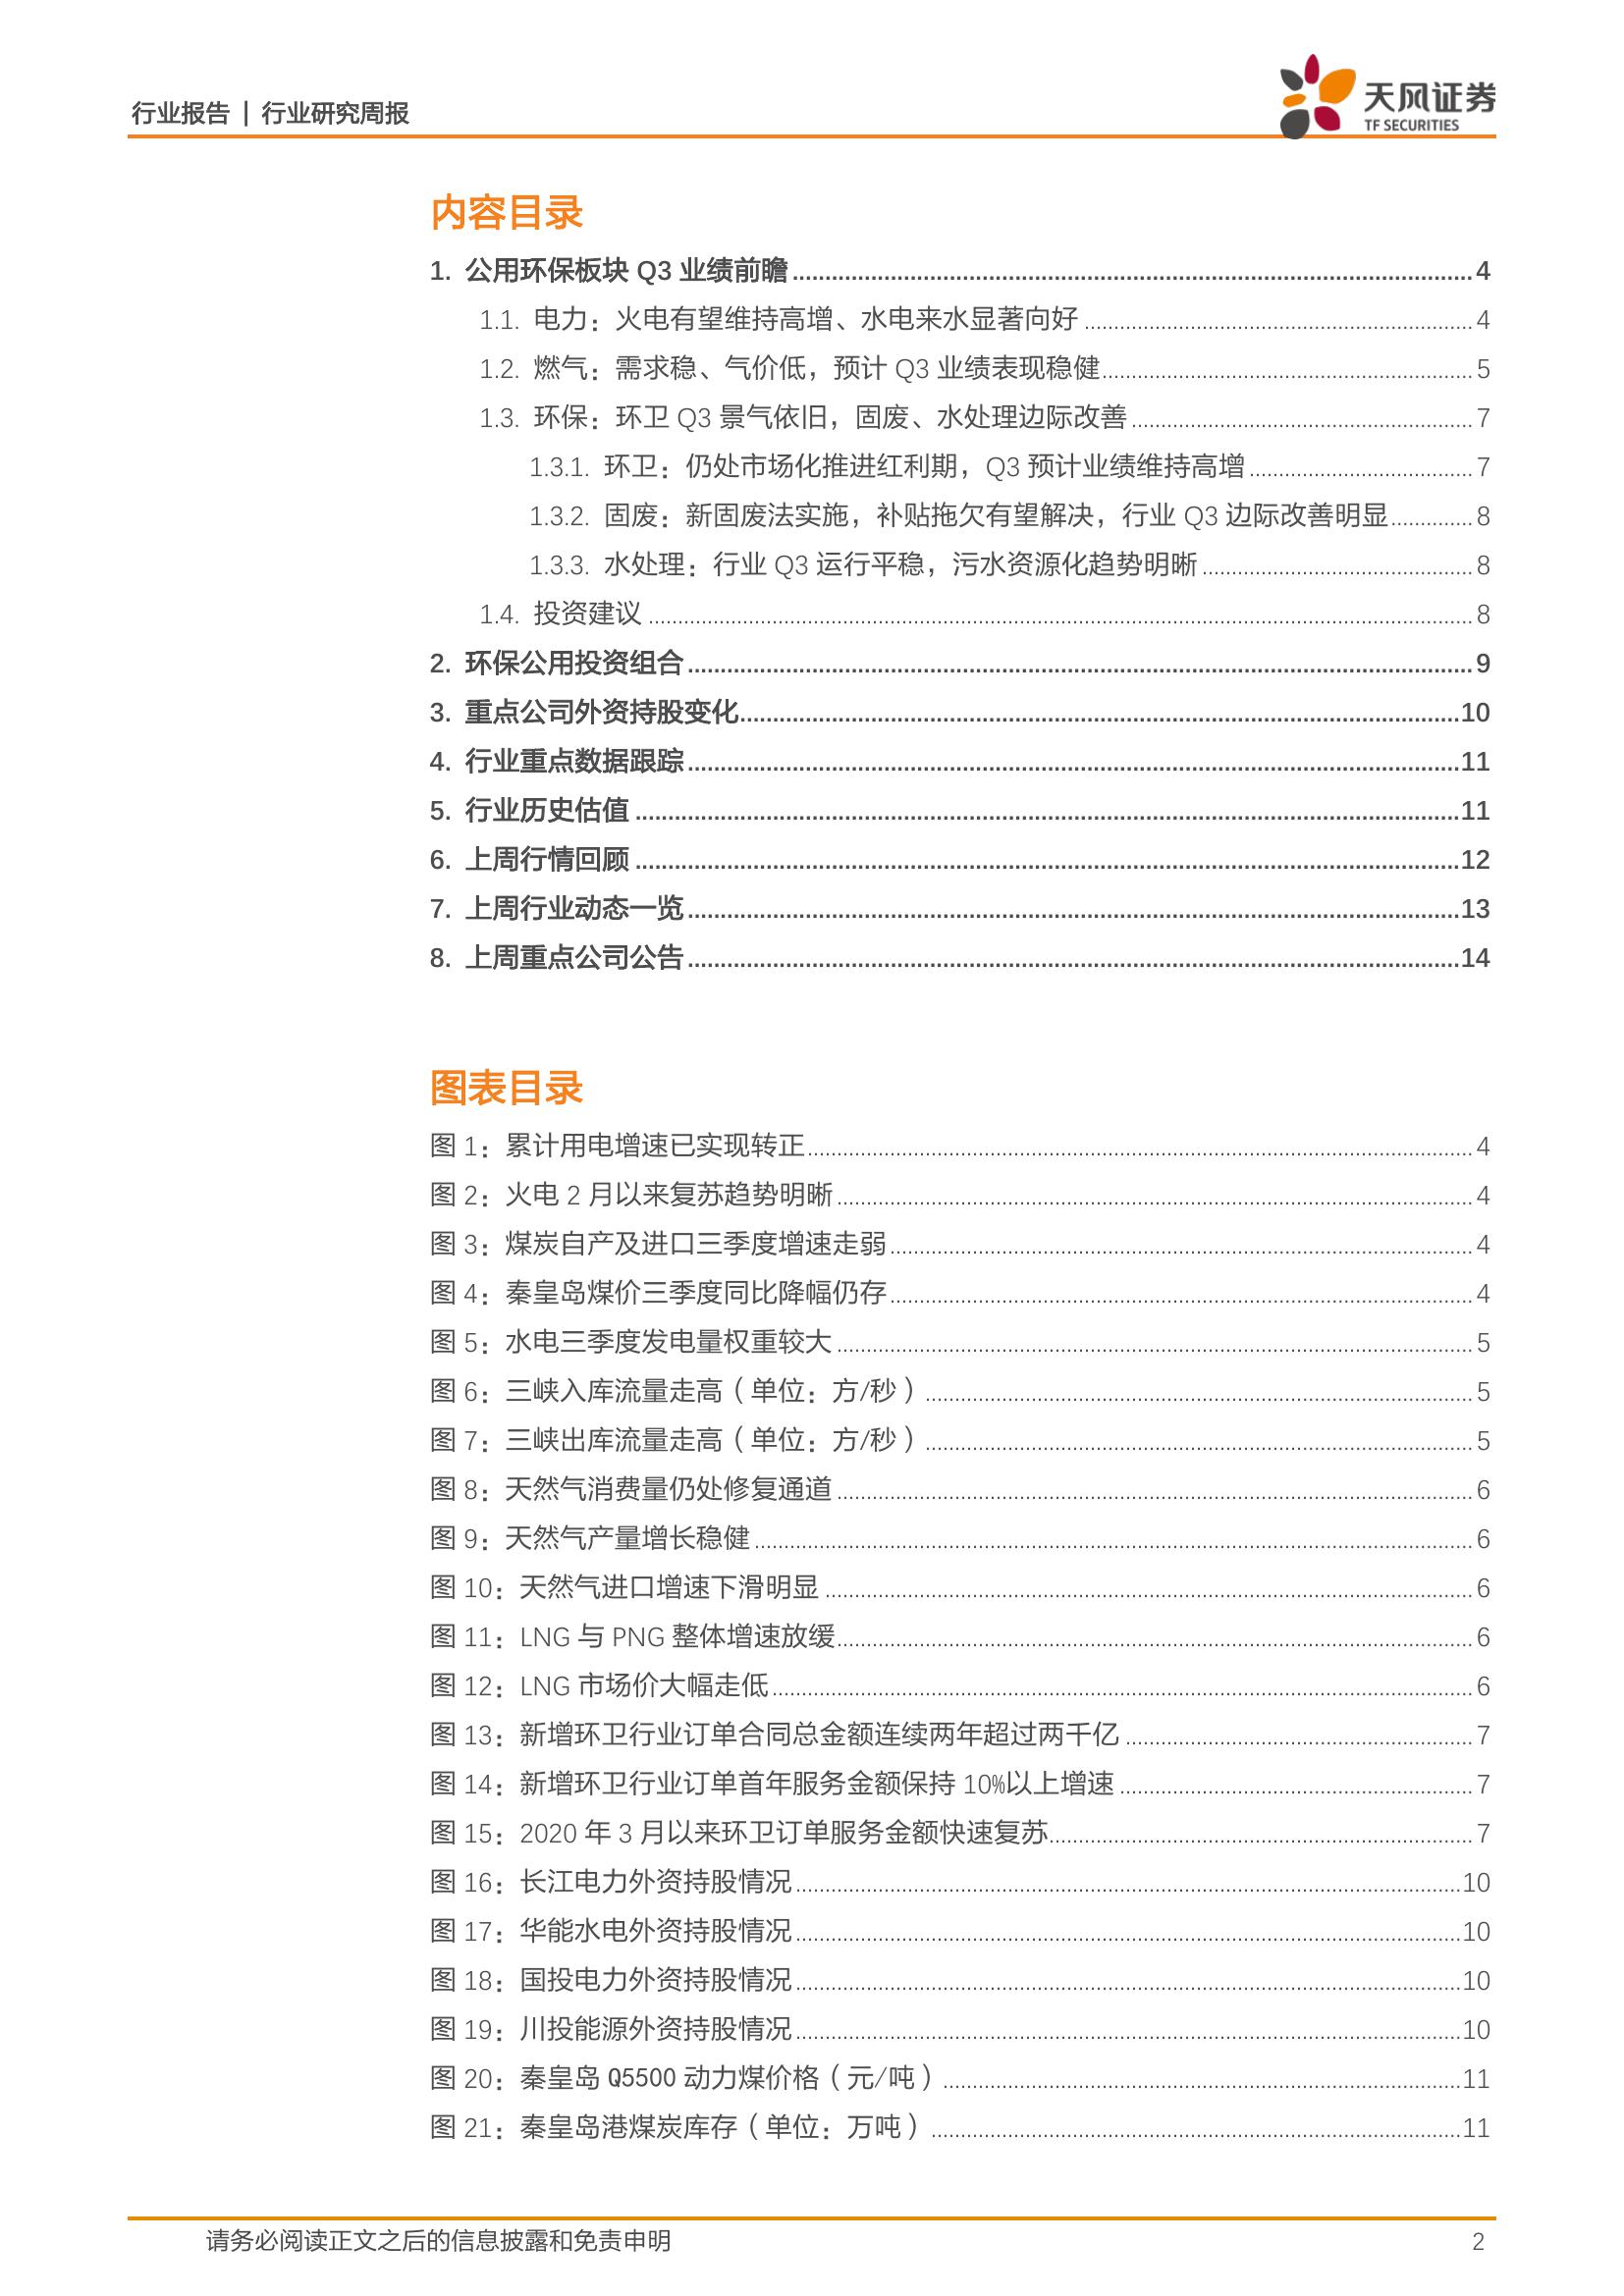 行业报告 | 行业研究周报
天风证券
TF SECURITIES
内容目录
1. 公用环保板块 Q3 业绩前瞻 4
1.1. 电力：火电有望维持高增、水电来水显著向好 4
1.2. 燃气：需求稳、气价低，预计 Q3 业绩表现稳健 5
1.3. 环保：环卫 Q3 景气依旧，固废、水处理边际改善 7
1.3.1. 环卫：仍处市场化推进红利期，Q3 预计业绩维持高增 7
1.3.2. 固废：新固废法实施，补贴拖欠有望解决，行业 Q3 边际改善明显 8
1.3.3. 水处理：行业 Q3 运行平稳，污水资源化趋势明晰 8
1.4. 投资建议 8
2. 环保公用投资组合 9
3. 重点公司外资持股变化 10
4. 行业重点数据跟踪 11
5. 行业历史估值 11
6. 上周行情回顾 12
7. 上周行业动态一览 13
8. 上周重点公司公告 14
图表目录
图 1：累计用电增速已实现转正 4
图 2：火电 2 月以来复苏趋势明晰 4
图 3：煤炭自产及进口三季度增速走弱 4
图 4：秦皇岛煤价三季度同比降幅仍存 4
图 5：水电三季度发电量权重较大 5
图 6：三峡入库流量走高（单位：方/秒） 5
图 7：三峡出库流量走高（单位：方/秒） 5
图 8：天然气消费量仍处修复通道 6
图 9：天然气产量增长稳健 6
图 10：天然气进口增速下滑明显 6
图 11：LNG 与 PNG 整体增速放缓 6
图 12：LNG 市场价大幅走低 6
图 13：新增环卫行业订单合同总金额连续两年超过两千亿 7
图 14：新增环卫行业订单首年服务金额保持 10%以上增速 7
图 15：2020 年 3 月以来环卫订单服务金额快速复苏 7
图 16：长江电力外资持股情况 10
图 17：华能水电外资持股情况 10
图 18：国投电力外资持股情况 10
图 19：川投能源外资持股情况 10
图 20：秦皇岛 Q5500 动力煤价格（元/吨） 11
图 21：秦皇岛港煤炭库存（单位：万吨） 11
请务必阅读正文之后的信息披露和免责申明 2